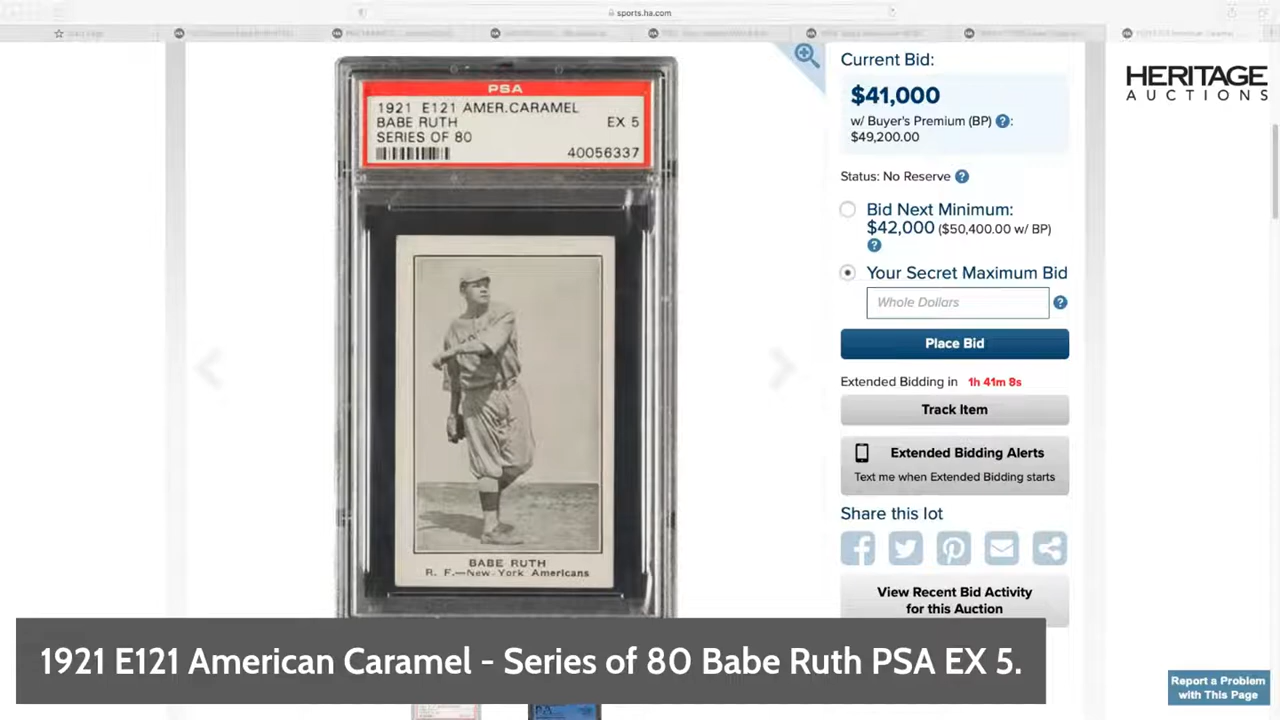 sports.ha.com
HERITAGE
AUCTIONS
PSA
1921 E121 AMER.CARAMEL
BABE RUTH EX 5
SERIES OF 80
40056337
BABE RUTH
R. F.—New York Americans
Current Bid:
$41,000
w/ Buyer's Premium (BP) ?:
$49,200.00
Status: No Reserve ?
Bid Next Minimum:
$42,000 ($50,400.00 w/ BP)
?
Your Secret Maximum Bid
Whole Dollars ?
Place Bid
Extended Bidding in 1h 41m 9s
Track Item
Extended Bidding Alerts
Text me when Extended Bidding starts
Share this lot
View Recent Bid Activity
for this Auction
1921 E121 American Caramel - Series of 80 Babe Ruth PSA EX 5.
Report a Problem
with This Page